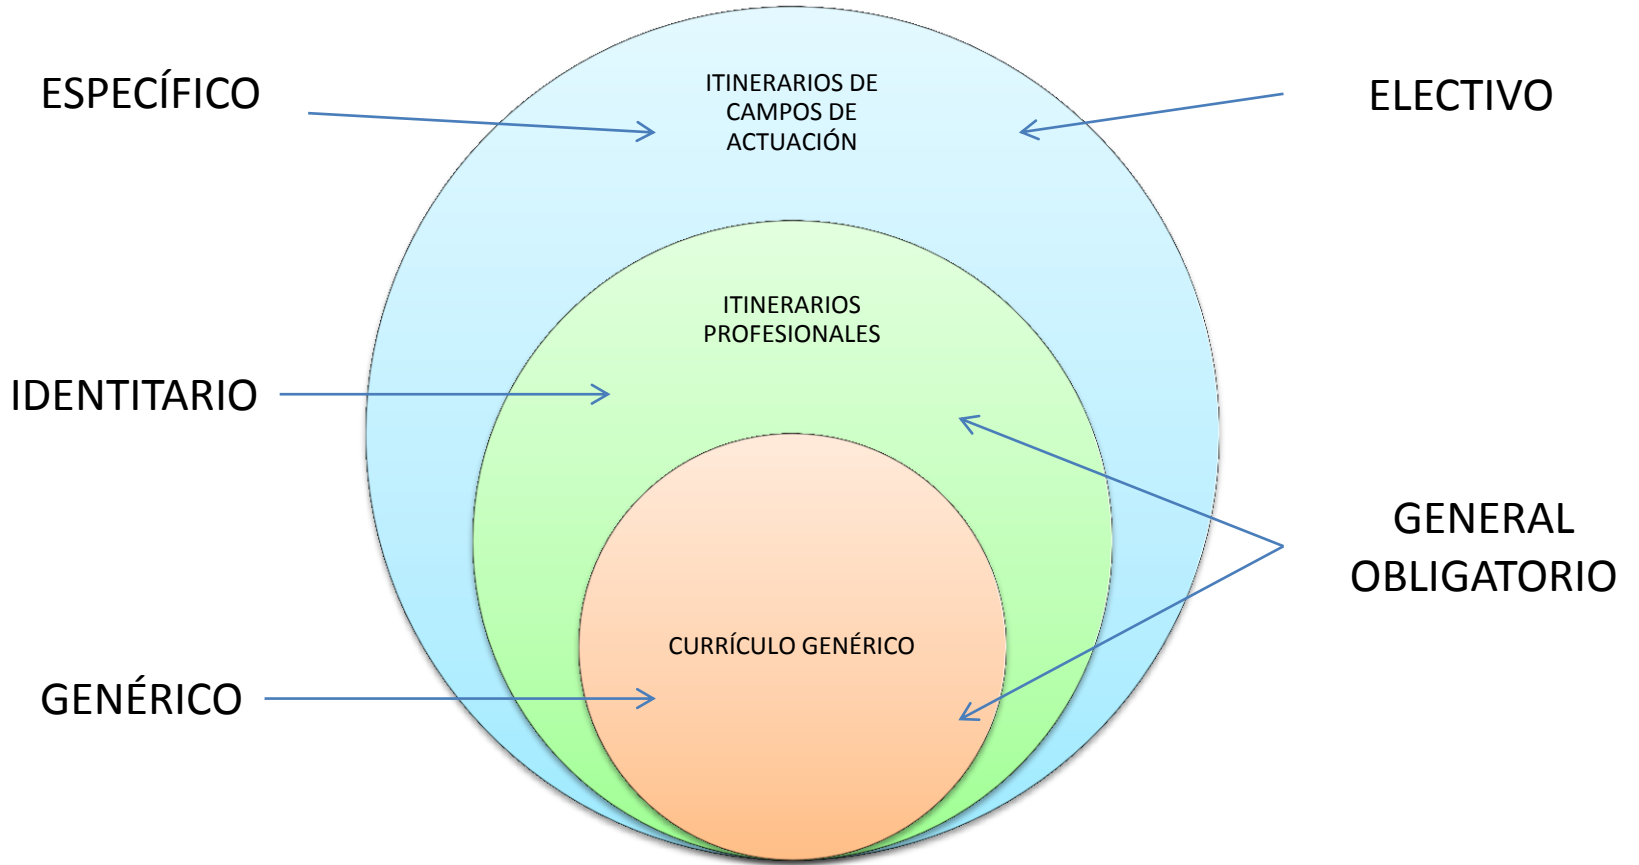 ESPECÍFICO
ITINERARIOS DE
CAMPOS DE
ACTUACIÓN
ELECTIVO
ITINERARIOS
PROFESIONALES
IDENTITARIO
GENERAL
OBLIGATORIO
CURRÍCULO GENÉRICO
GENÉRICO